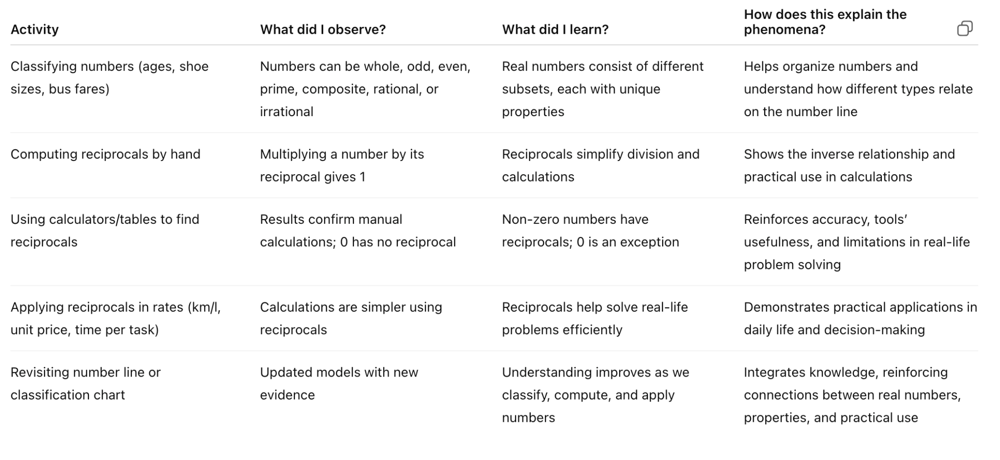 Activity
What did I observe?
What did I learn?
How does this explain the
phenomena?
Classifying numbers (ages, shoe
sizes, bus fares)
Numbers can be whole, odd, even,
prime, composite, rational, or
irrational
Real numbers consist of different
subsets, each with unique
properties
Helps organize numbers and
understand how different types relate
on the number line
Computing reciprocals by hand
Multiplying a number by its
reciprocal gives 1
Reciprocals simplify division and
calculations
Shows the inverse relationship and
practical use in calculations
Using calculators/tables to find
reciprocals
Results confirm manual
calculations; 0 has no reciprocal
Non-zero numbers have
reciprocals; 0 is an exception
Reinforces accuracy, tools’
usefulness, and limitations in real-life
problem solving
Applying reciprocals in rates (km/l,
unit price, time per task)
Calculations are simpler using
reciprocals
Reciprocals help solve real-life
problems efficiently
Demonstrates practical applications in
daily life and decision-making
Revisiting number line or
classification chart
Updated models with new
evidence
Understanding improves as we
classify, compute, and apply
numbers
Integrates knowledge, reinforcing
connections between real numbers,
properties, and practical use